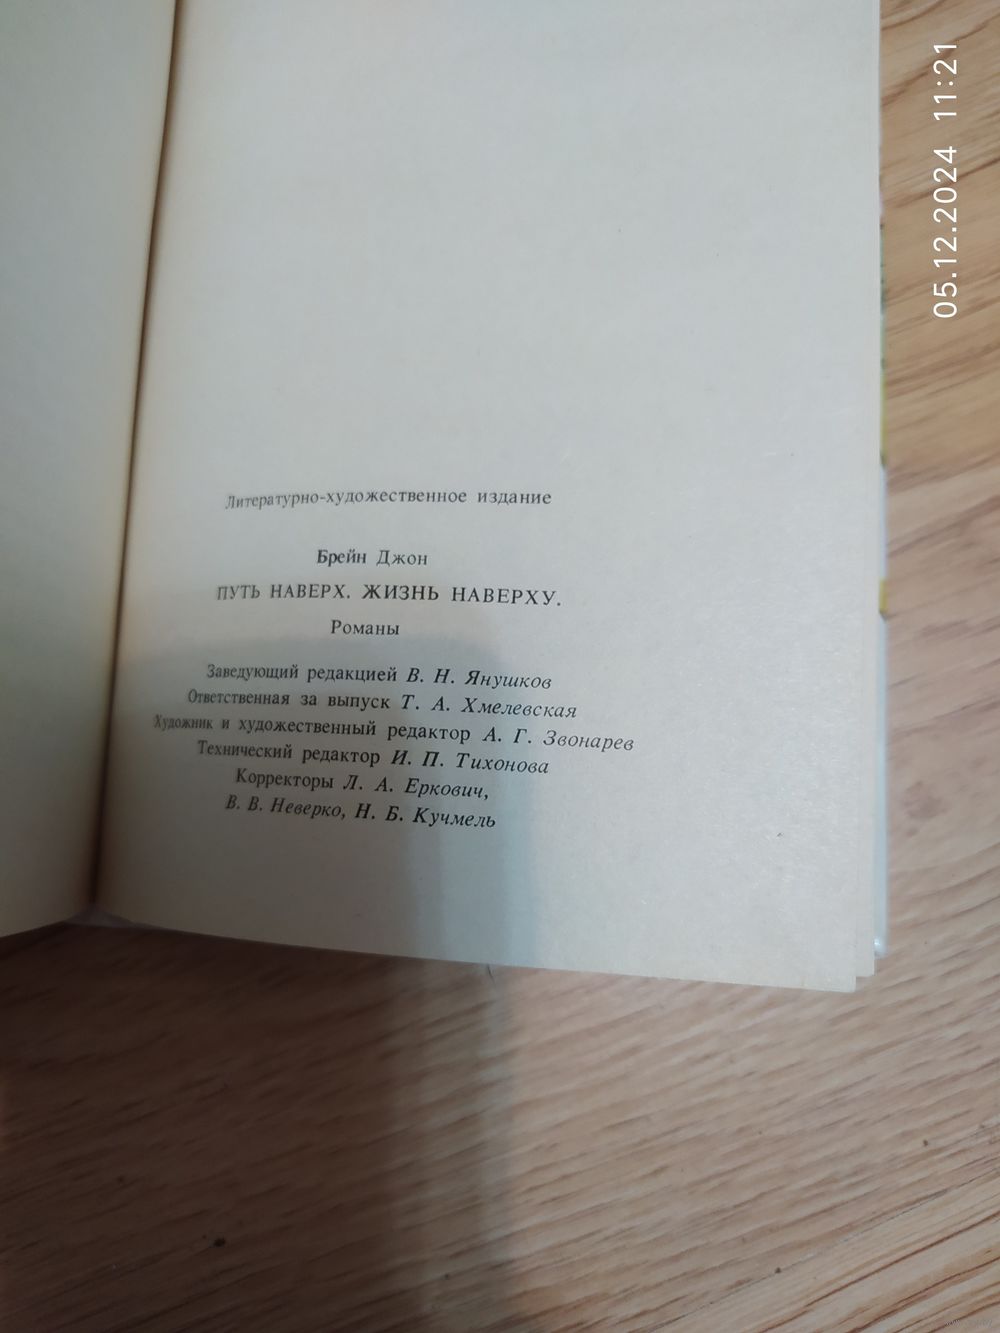 Литературно-художественное издание
Брейн Джон
ПУТЬ НАВЕРХ. ЖИЗНЬ НАВЕРХУ.
Романы
Заведующий редакцией В. Н. Янушков
Ответственная за выпуск Т. А. Хмелевская
Художник и художественный редактор А. Г. Звонарев
Технический редактор И. П. Тихонова
Корректоры Л. А. Еркович,
В. В. Неверко, Н. Б. Кучмель
05.12.2024 11:21